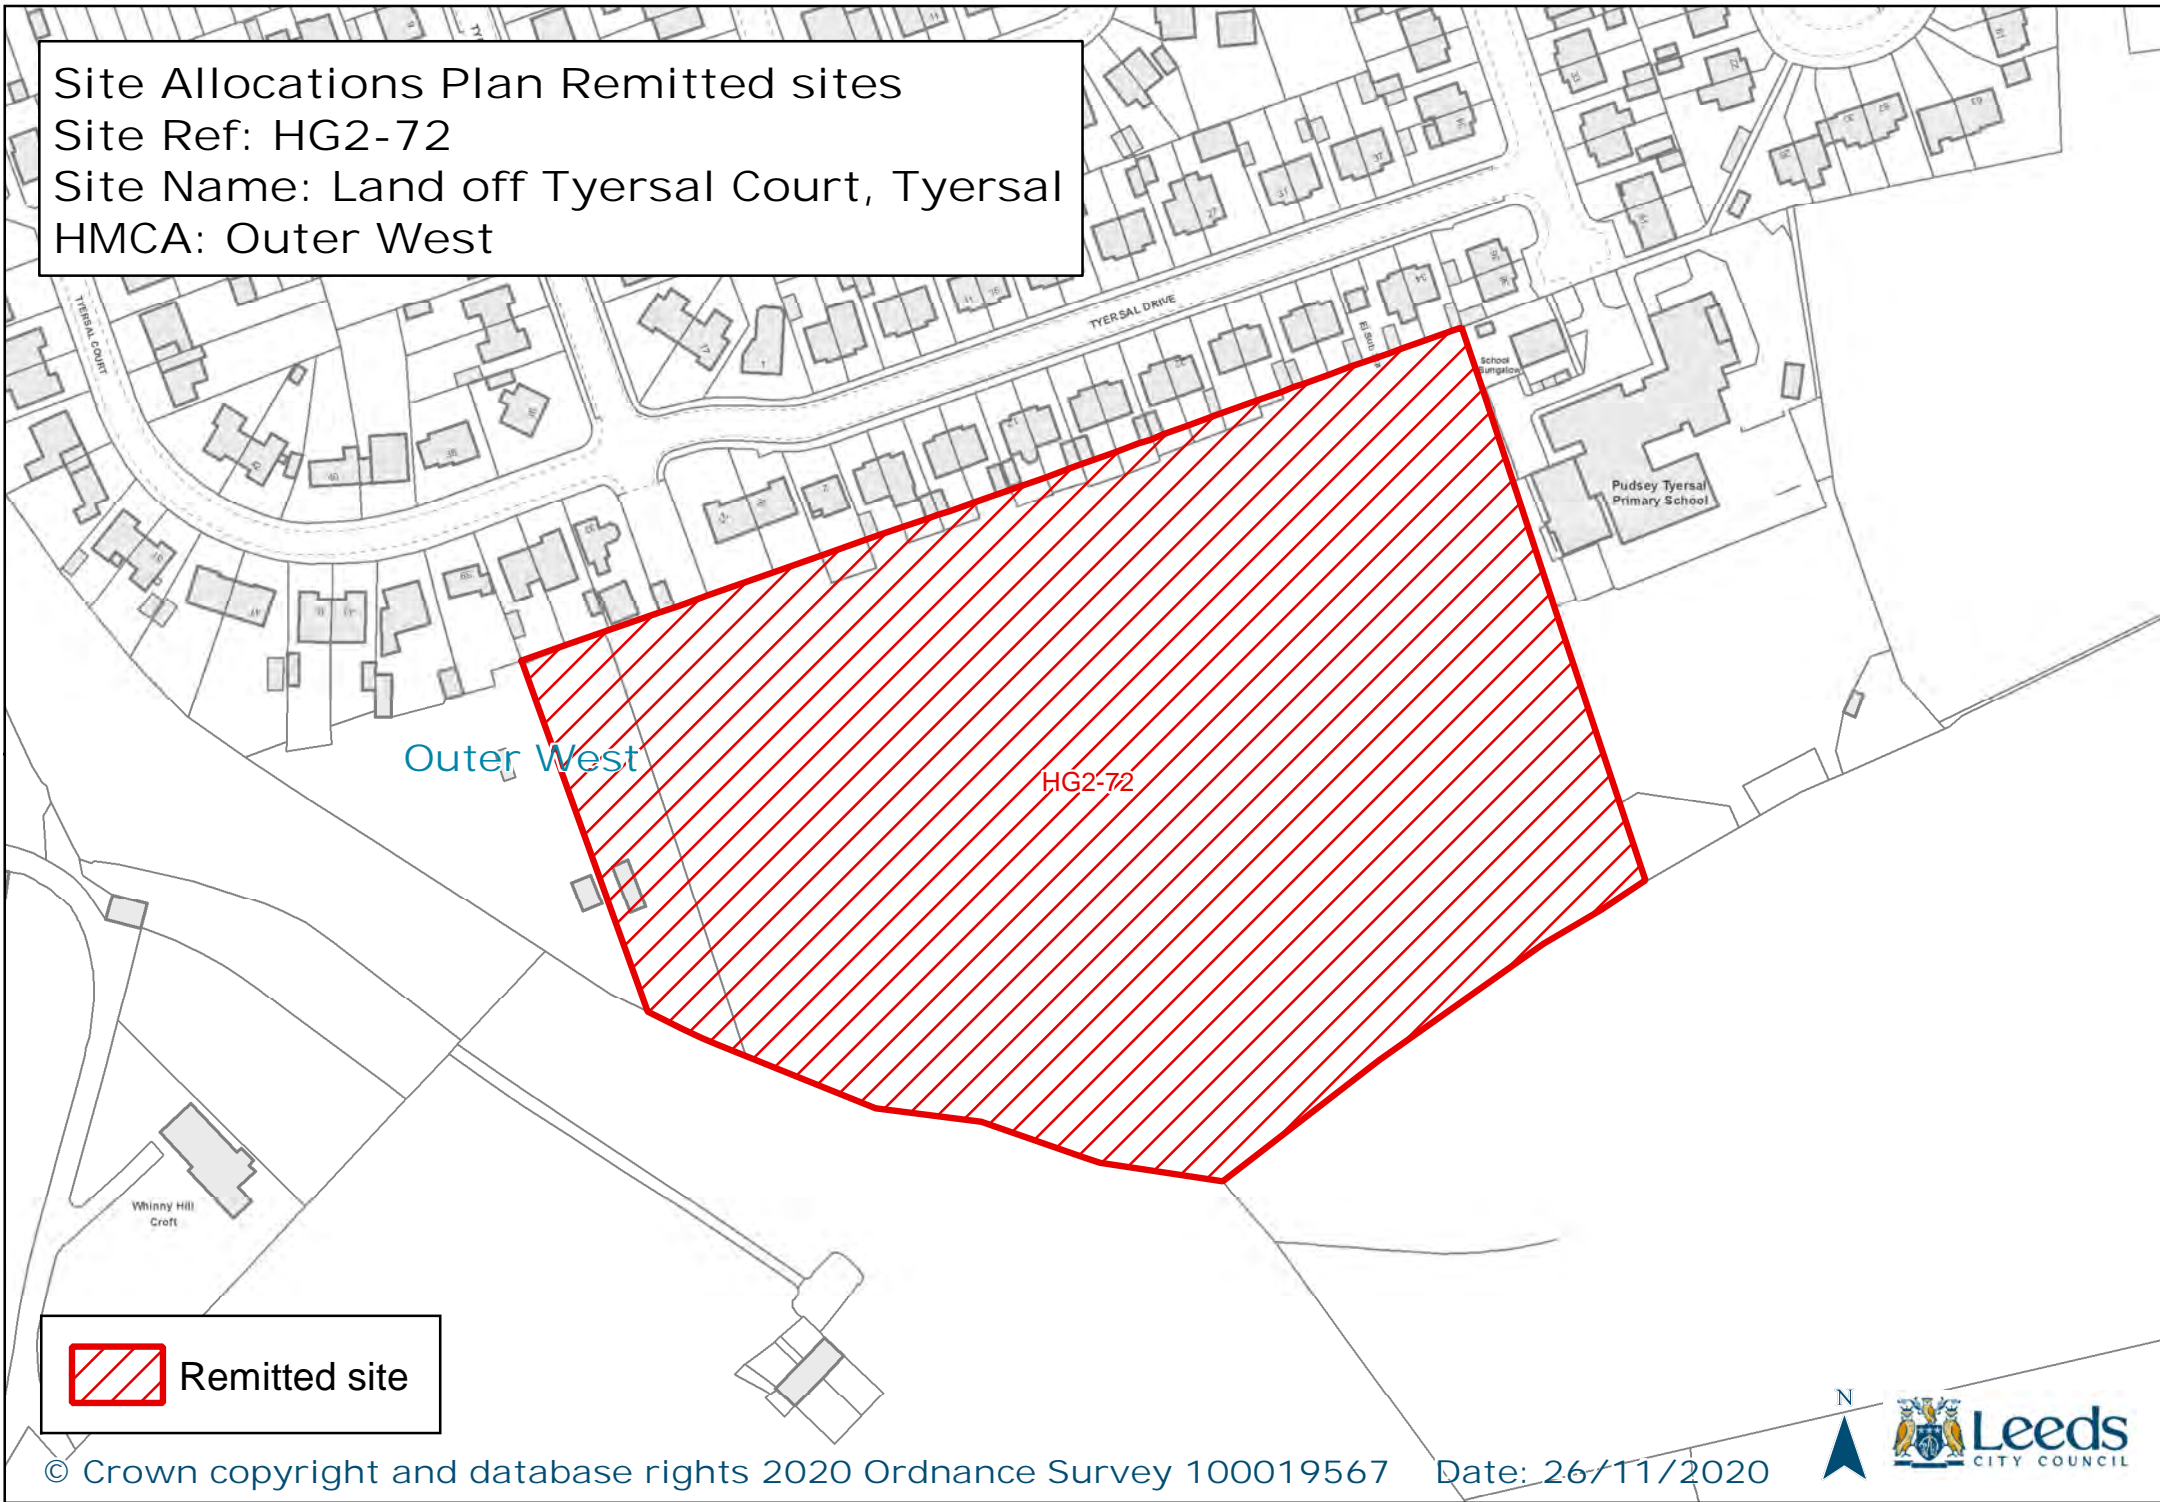 Site Allocations Plan Remitted sites
Site Ref: HG2-72
Site Name: Land off Tyersal Court, Tyersal
HMCA: Outer West
TYERSAL COURT
TYERSAL DRIVE
School
Bungalow
Pudsey Tyersal
Primary School
Outer West
HG2-72
Whinny Hill
Croft
Remitted site
N
Leeds
CITY COUNCIL
© Crown copyright and database rights 2020 Ordnance Survey 100019567 Date: 26/11/2020